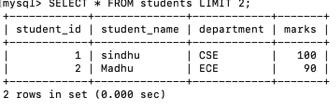 mysql> SELECT * FROM students LIMIT 2;
+------------+--------------+------------+-------+
| student_id | student_name | department | marks |
+------------+--------------+------------+-------+
|          1 | sindhu       | CSE        |   100 |
|          2 | Madhu        | ECE        |    90 |
+------------+--------------+------------+-------+
2 rows in set (0.000 sec)